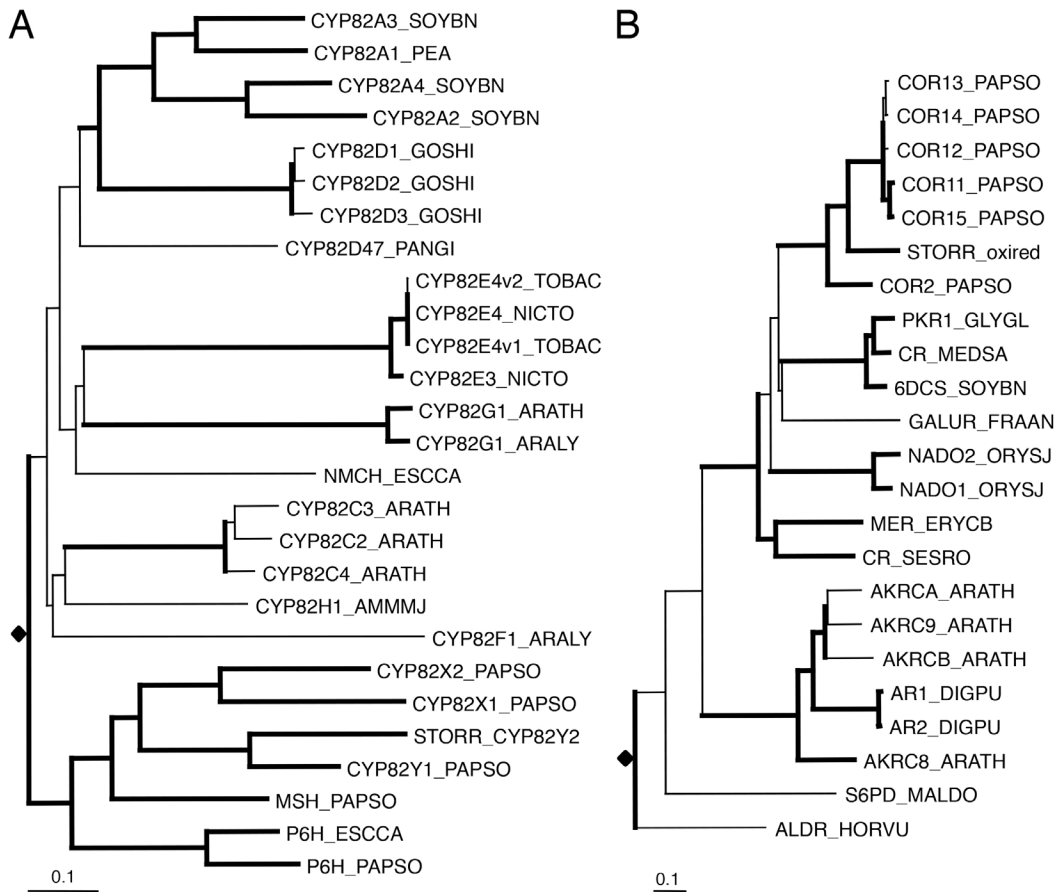 A
CYP82A3_SOYBN
CYP82A1_PEA
CYP82A4_SOYBN
CYP82A2_SOYBN
CYP82D1_GOSHI
CYP82D2_GOSHI
CYP82D3_GOSHI
CYP82D47_PANGI
CYP82E4v2_TOBAC
CYP82E4_NICTO
CYP82E4v1_TOBAC
CYP82E3_NICTO
CYP82G1_ARATH
CYP82G1_ARALY
NMCH_ESCCA
CYP82C3_ARATH
CYP82C2_ARATH
CYP82C4_ARATH
CYP82H1_AMMMJ
CYP82F1_ARALY
CYP82X2_PAPSO
CYP82X1_PAPSO
STORR_CYP82Y2
CYP82Y1_PAPSO
MSH_PAPSO
P6H_ESCCA
P6H_PAPSO
0.1
B
COR13_PAPSO
COR14_PAPSO
COR12_PAPSO
COR11_PAPSO
COR15_PAPSO
STORR_oxired
COR2_PAPSO
PKR1_GLYGL
CR_MEDSA
6DCS_SOYBN
GALUR_FRAAN
NADO2_ORYSJ
NADO1_ORYSJ
MER_ERYCB
CR_SESRO
AKRCA_ARATH
AKRC9_ARATH
AKRCB_ARATH
AR1_DIGPU
AR2_DIGPU
AKRC8_ARATH
S6PD_MALDO
ALDR_HORVU
0.1